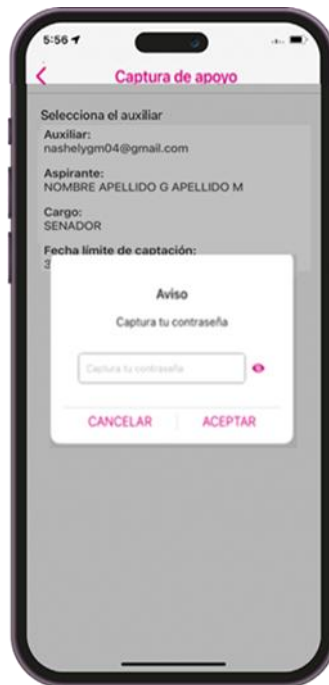 5:56
Captura de apoyo
Selecciona el auxiliar
Auxiliar:
nashelygm04@gmail.com
Aspirante:
NOMBRE APELLIDO G APELLIDO M
Cargo:
SENADOR
Fecha límite de captación:
3
Aviso
Captura tu contraseña
Captura tu contraseña
CANCELAR ACEPTAR